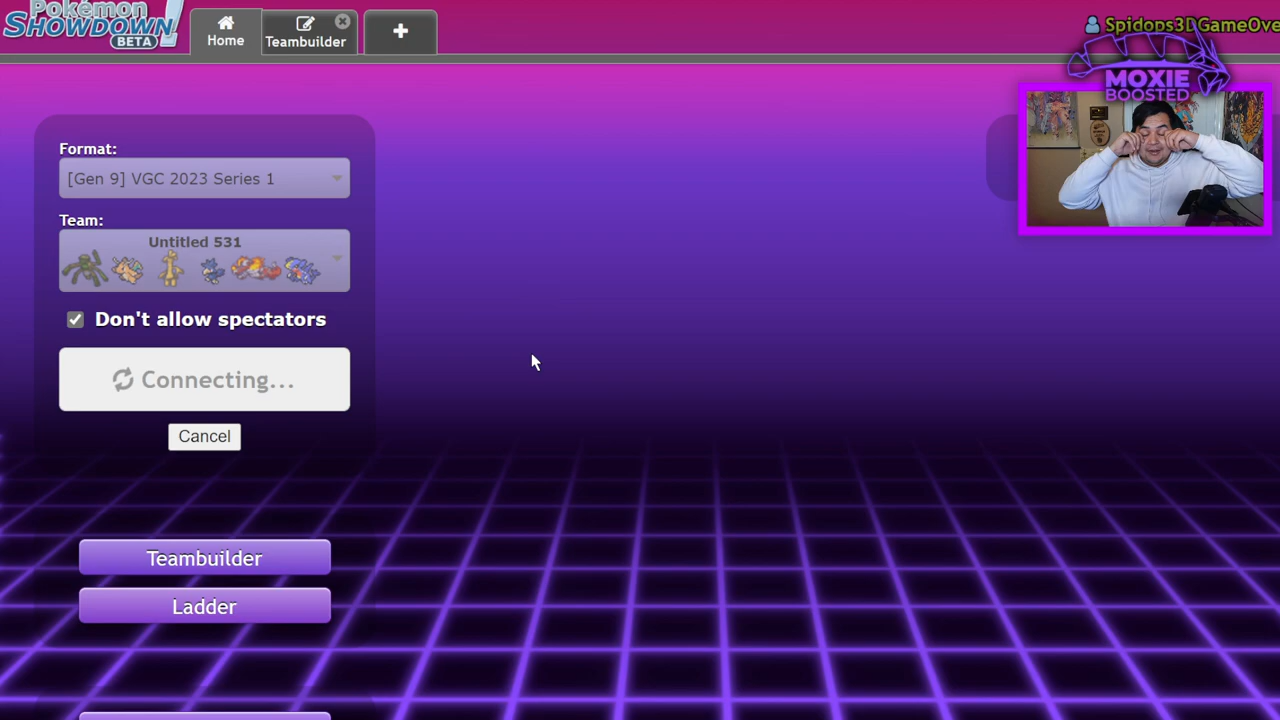 Pokémon
SHOWDOWN!
BETA
Home
Teambuilder
Spidops3DGameOve
MOXIE
BOOSTED
Format:
[Gen 9] VGC 2023 Series 1
Team:
Untitled 531
Don't allow spectators
Connecting...
Cancel
Teambuilder
Ladder